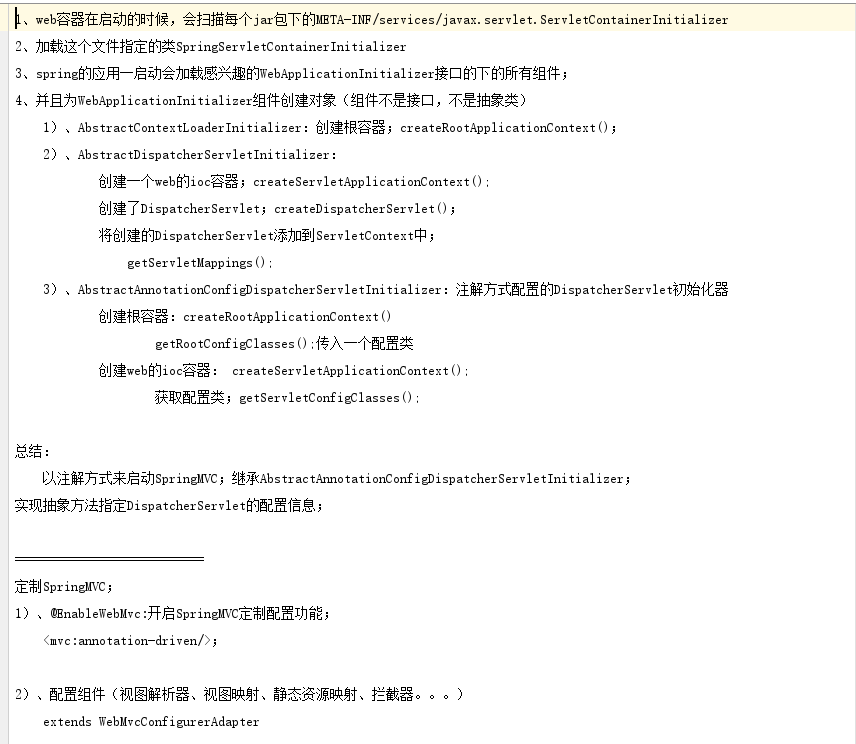 1、web容器在启动的时候，会扫描每个jar包下的META-INF/services/javax.servlet.ServletContainerInitializer
2、加载这个文件指定的类SpringServletContainerInitializer
3、spring的应用一启动会加载感兴趣的WebApplicationInitializer接口的下的所有组件；
4、并且为WebApplicationInitializer组件创建对象（组件不是接口，不是抽象类）
1）、AbstractContextLoaderInitializer：创建根容器；createRootApplicationContext()；
2）、AbstractDispatcherServletInitializer：
创建一个web的ioc容器；createServletApplicationContext();
创建了DispatcherServlet；createDispatcherServlet()；
将创建的DispatcherServlet添加到ServletContext中；
getServletMappings();
3）、AbstractAnnotationConfigDispatcherServletInitializer：注解方式配置的DispatcherServlet初始化器
创建根容器：createRootApplicationContext()
getRootConfigClasses();传入一个配置类
创建web的ioc容器： createServletApplicationContext();
获取配置类；getServletConfigClasses();
总结：
以注解方式来启动SpringMVC；继承AbstractAnnotationConfigDispatcherServletInitializer；
实现抽象方法指定DispatcherServlet的配置信息；
===========================
定制SpringMVC；
1）、@EnableWebMvc:开启SpringMVC定制配置功能；
<mvc:annotation-driven/>；
2）、配置组件（视图解析器、视图映射、静态资源映射、拦截器。。。）
extends WebMvcConfigurerAdapter